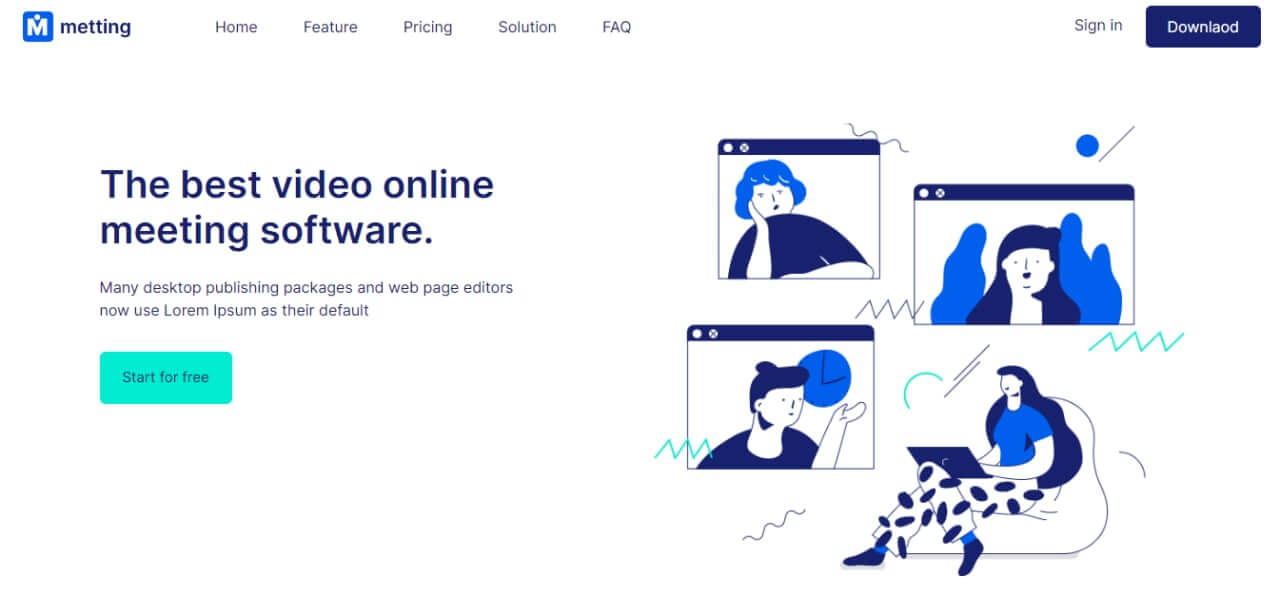 M metting
Home Feature Pricing Solution FAQ
Sign in Downlaod
The best video online
meeting software.
Many desktop publishing packages and web page editors
now use Lorem Ipsum as their default
Start for free